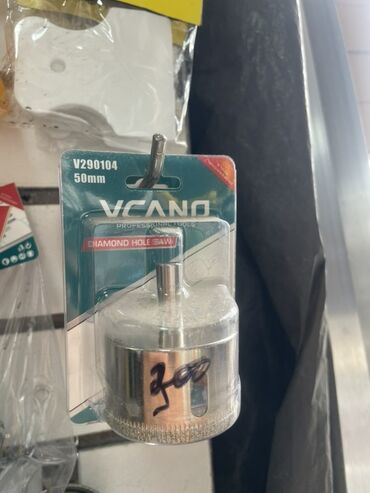 V290104
50mm
VCANO
PROFESSIONAL TOOLS
DIAMOND HOLE SAW
300